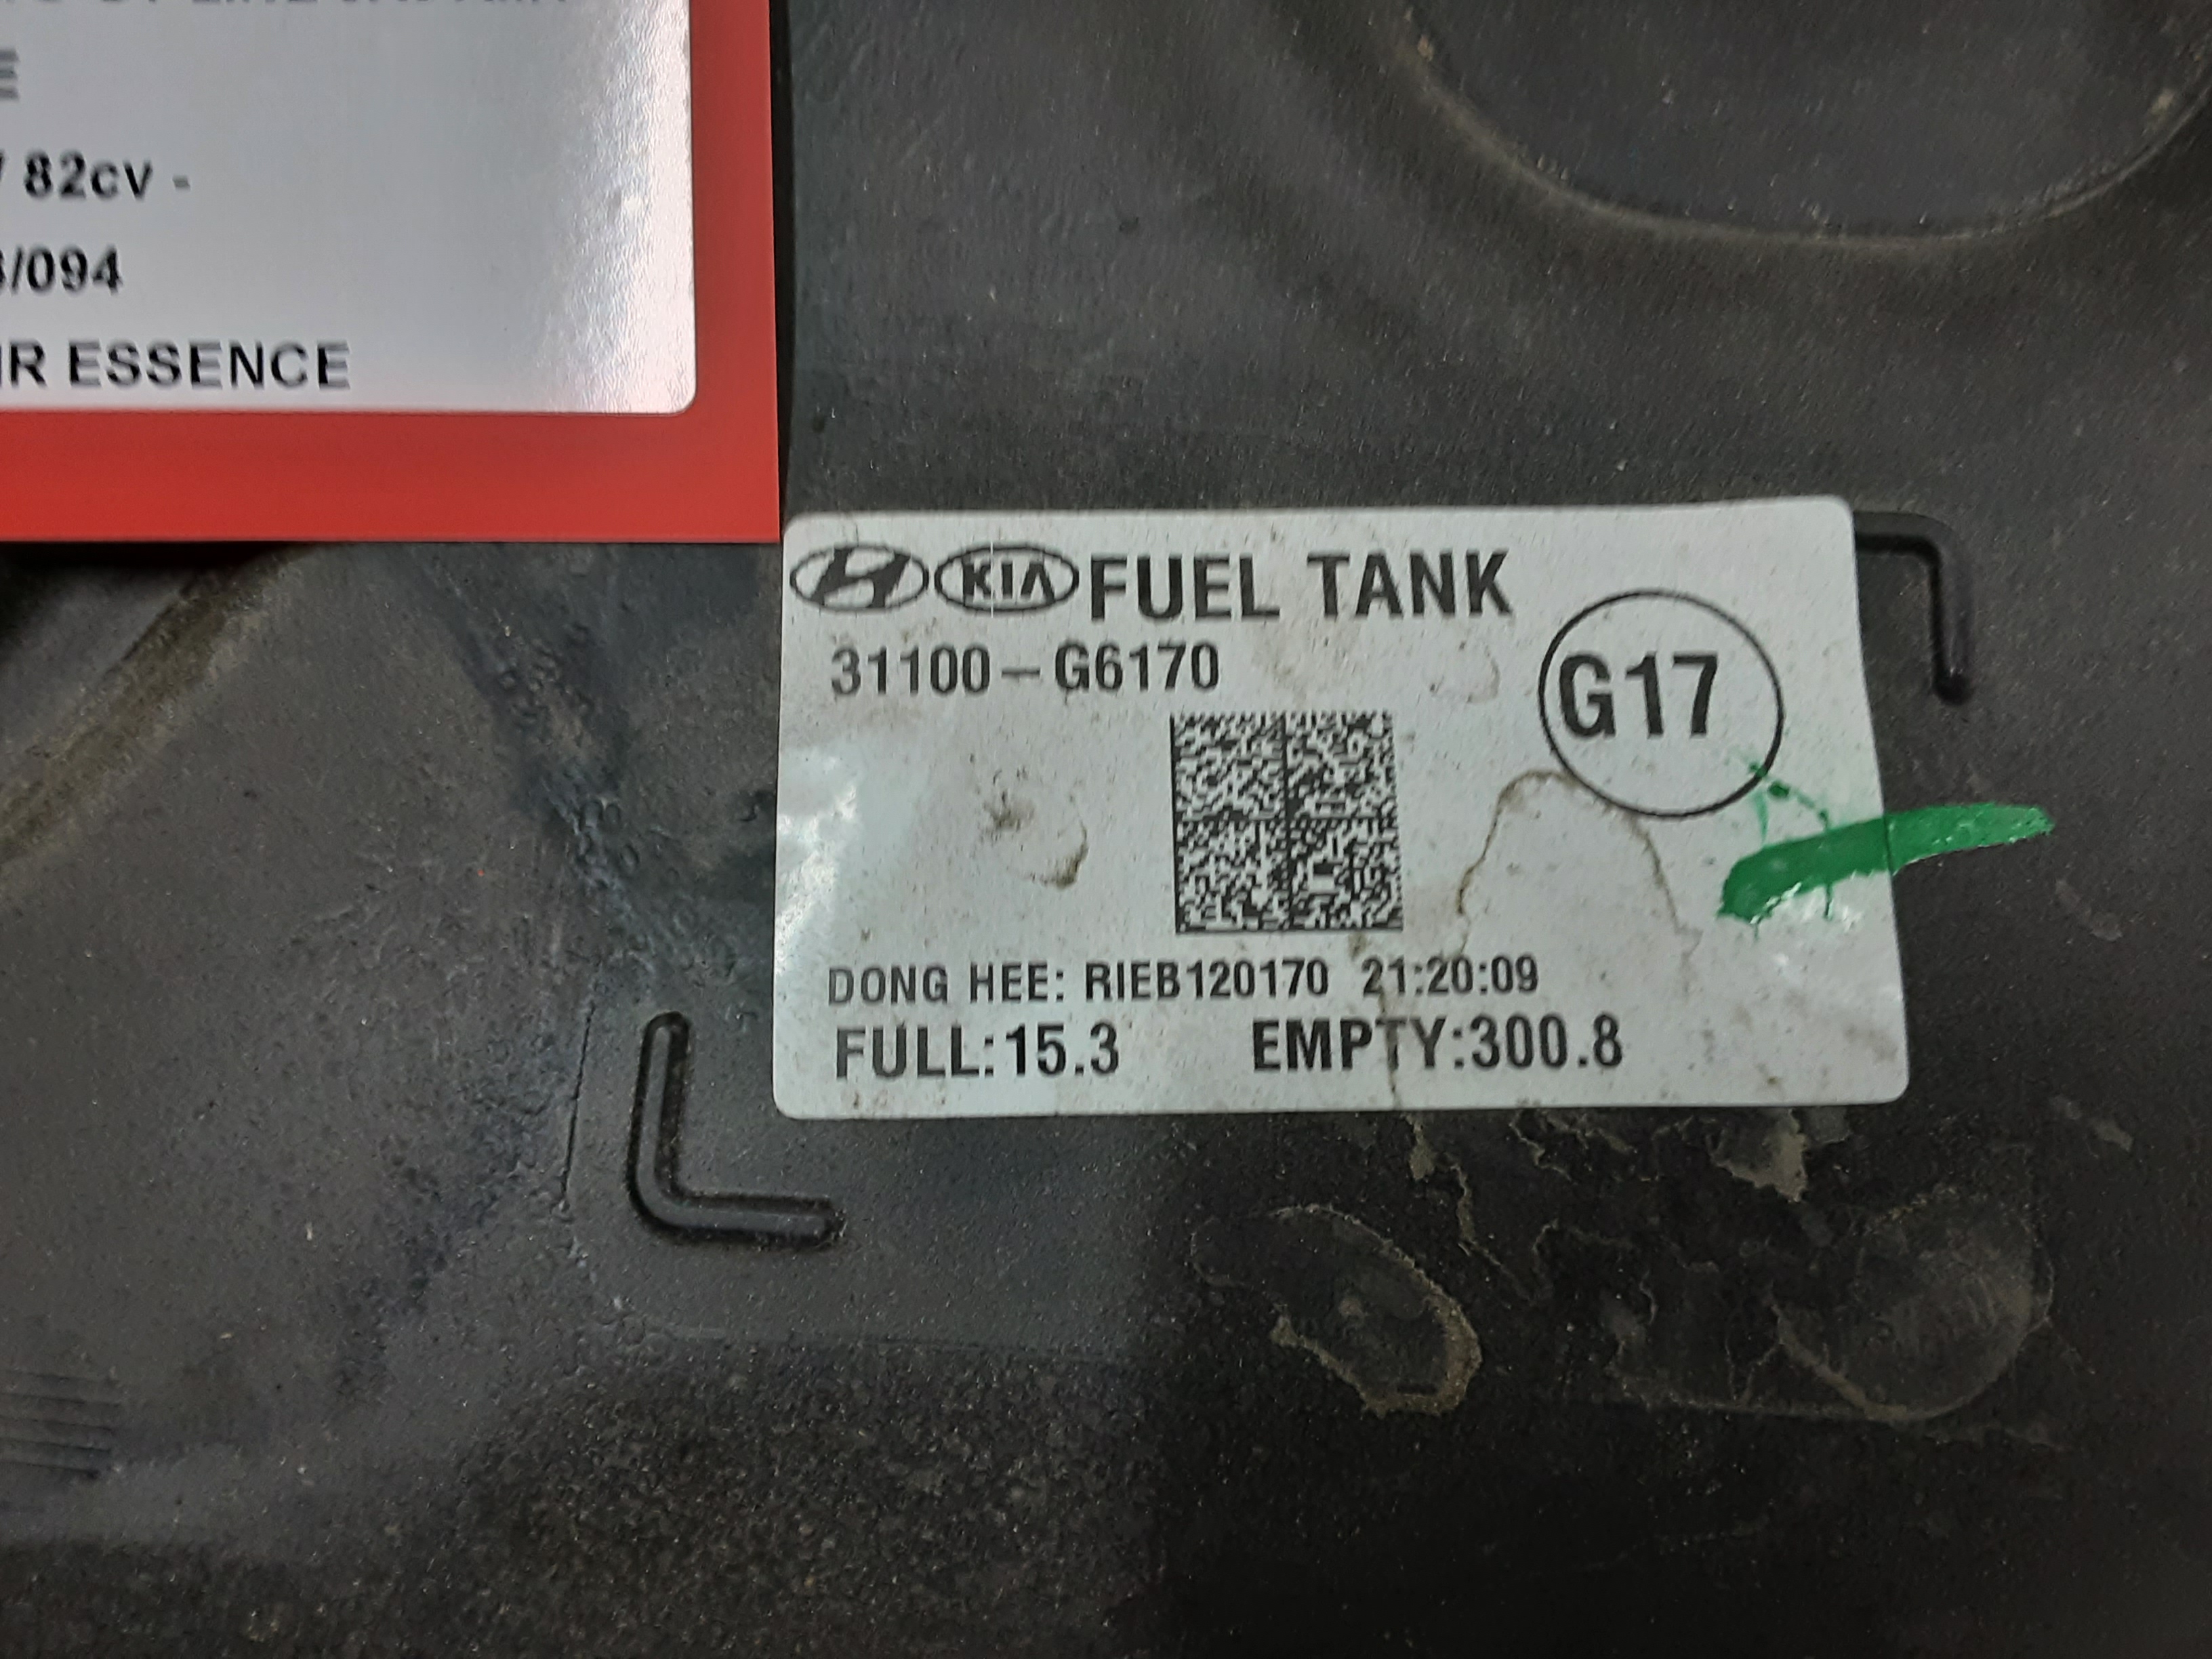 82cv -
/094
R ESSENCE
KIA FUEL TANK
31100-G6170
G17
DONG HEE: RIEB120170 21:20:09
FULL:15.3 EMPTY:300.8